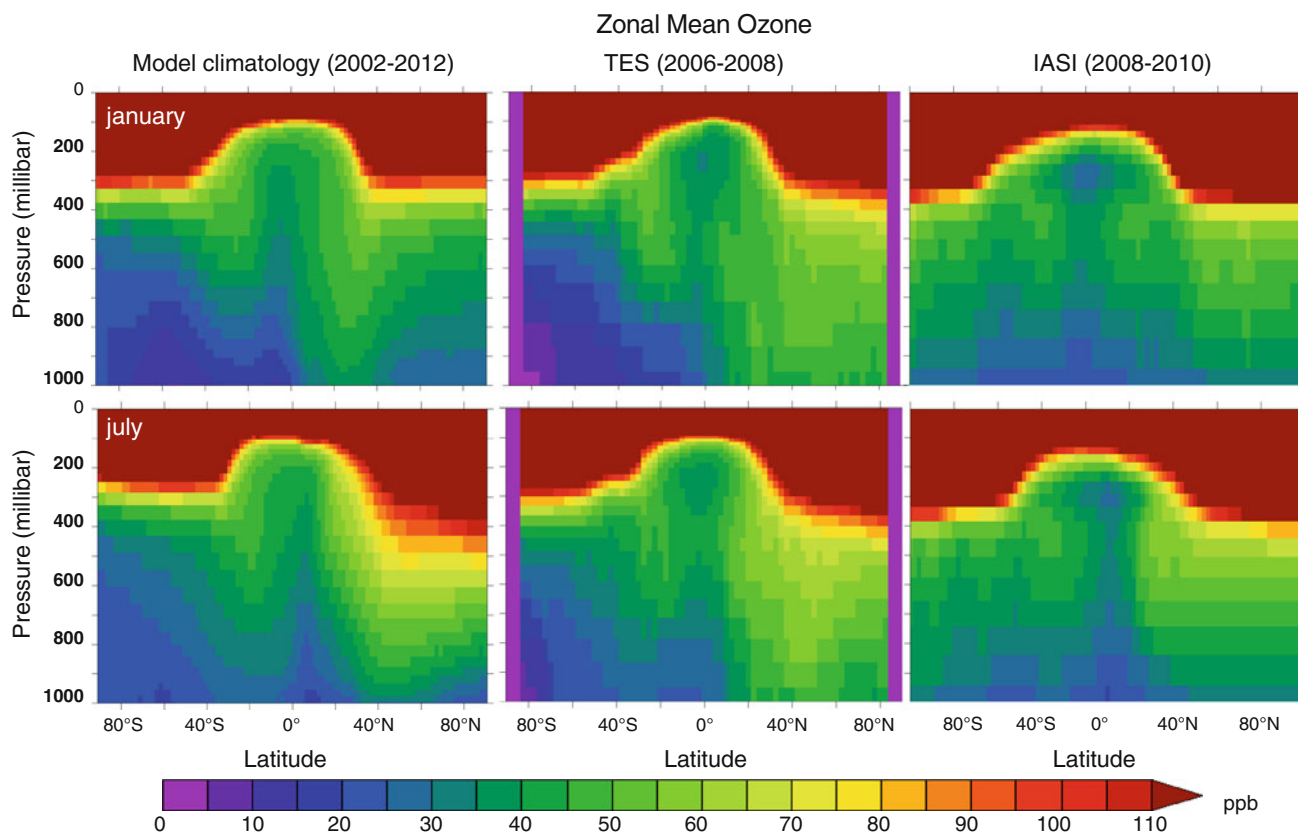 Zonal Mean Ozone
Model climatology (2002-2012) TES (2006-2008) IASI (2008-2010)
Pressure (millibar)
0
200
400
600
800
1000
january
Pressure (millibar)
0
200
400
600
800
1000
july
80°S 40°S 0° 40°N 80°N 80°S 40°S 0° 40°N 80°N 80°S 40°S 0° 40°N 80°N
Latitude Latitude Latitude
0 10 20 30 40 50 60 70 80 90 100 110 ppb